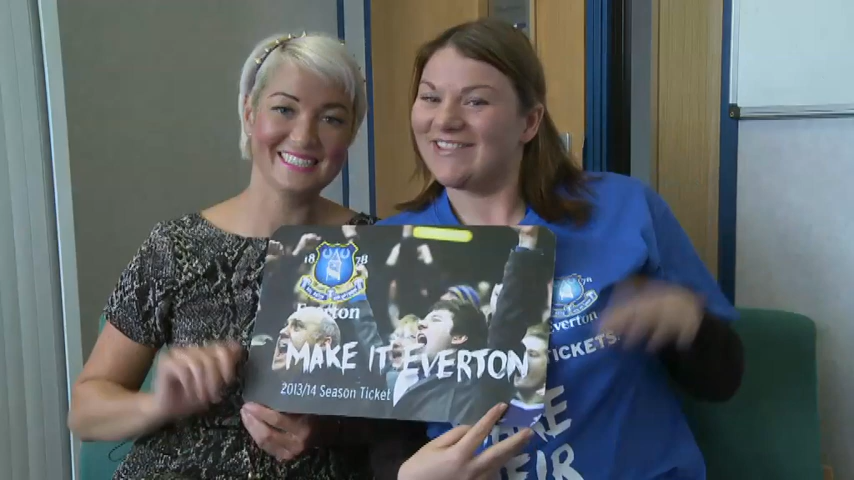 1878
Everton
MAKE IT EVERTON
2013/14 Season Ticket
Everton
TICKETS